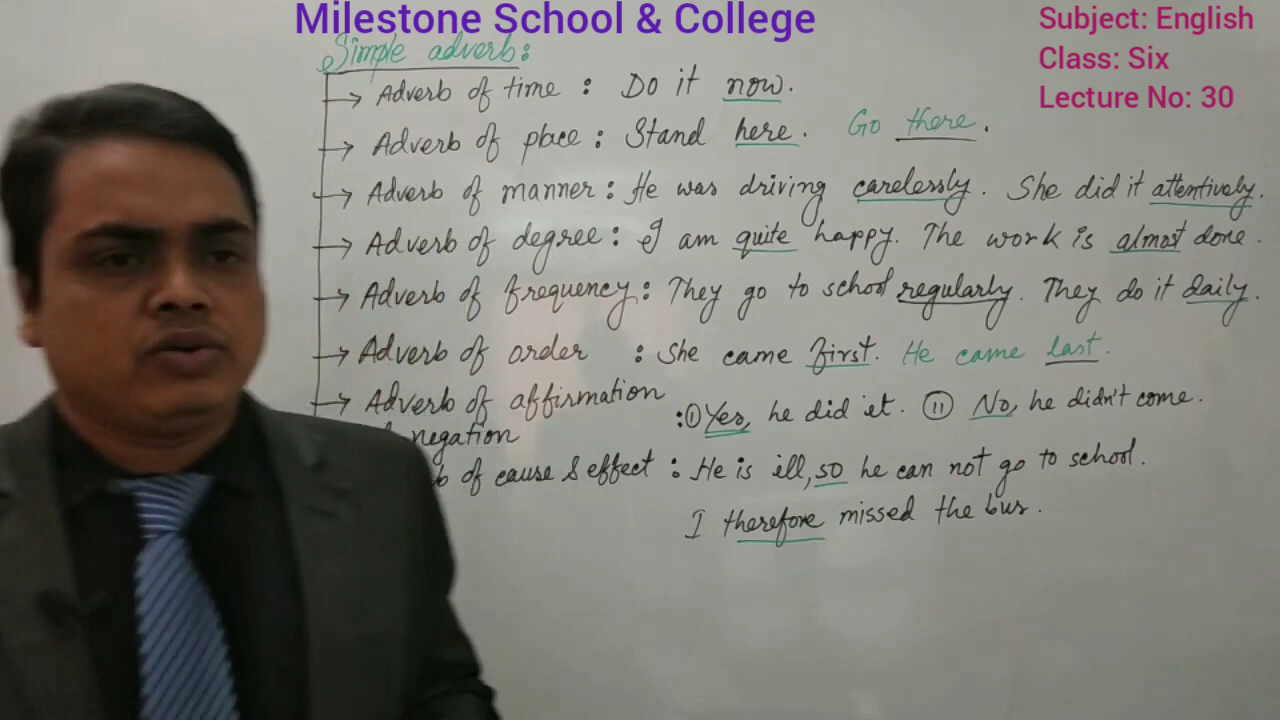 Milestone School & College
Subject: English
Class: Six
Lecture No: 30
Simple adverb:
→ Adverb of time : Do it now.
→ Adverb of place : Stand here. Go there.
→ Adverb of manner : He was driving carelessly. She did it attentively.
→ Adverb of degree : I am quite happy. The work is almost done.
→ Adverb of frequency : They go to school regularly. They do it daily.
→ Adverb of order : She came first. He came last.
→ Adverb of affirmation
negation : (i) Yes, he did it. (ii) No, he didn't come.
of cause & effect : He is ill, so he can not go to school.
I therefore missed the bus.